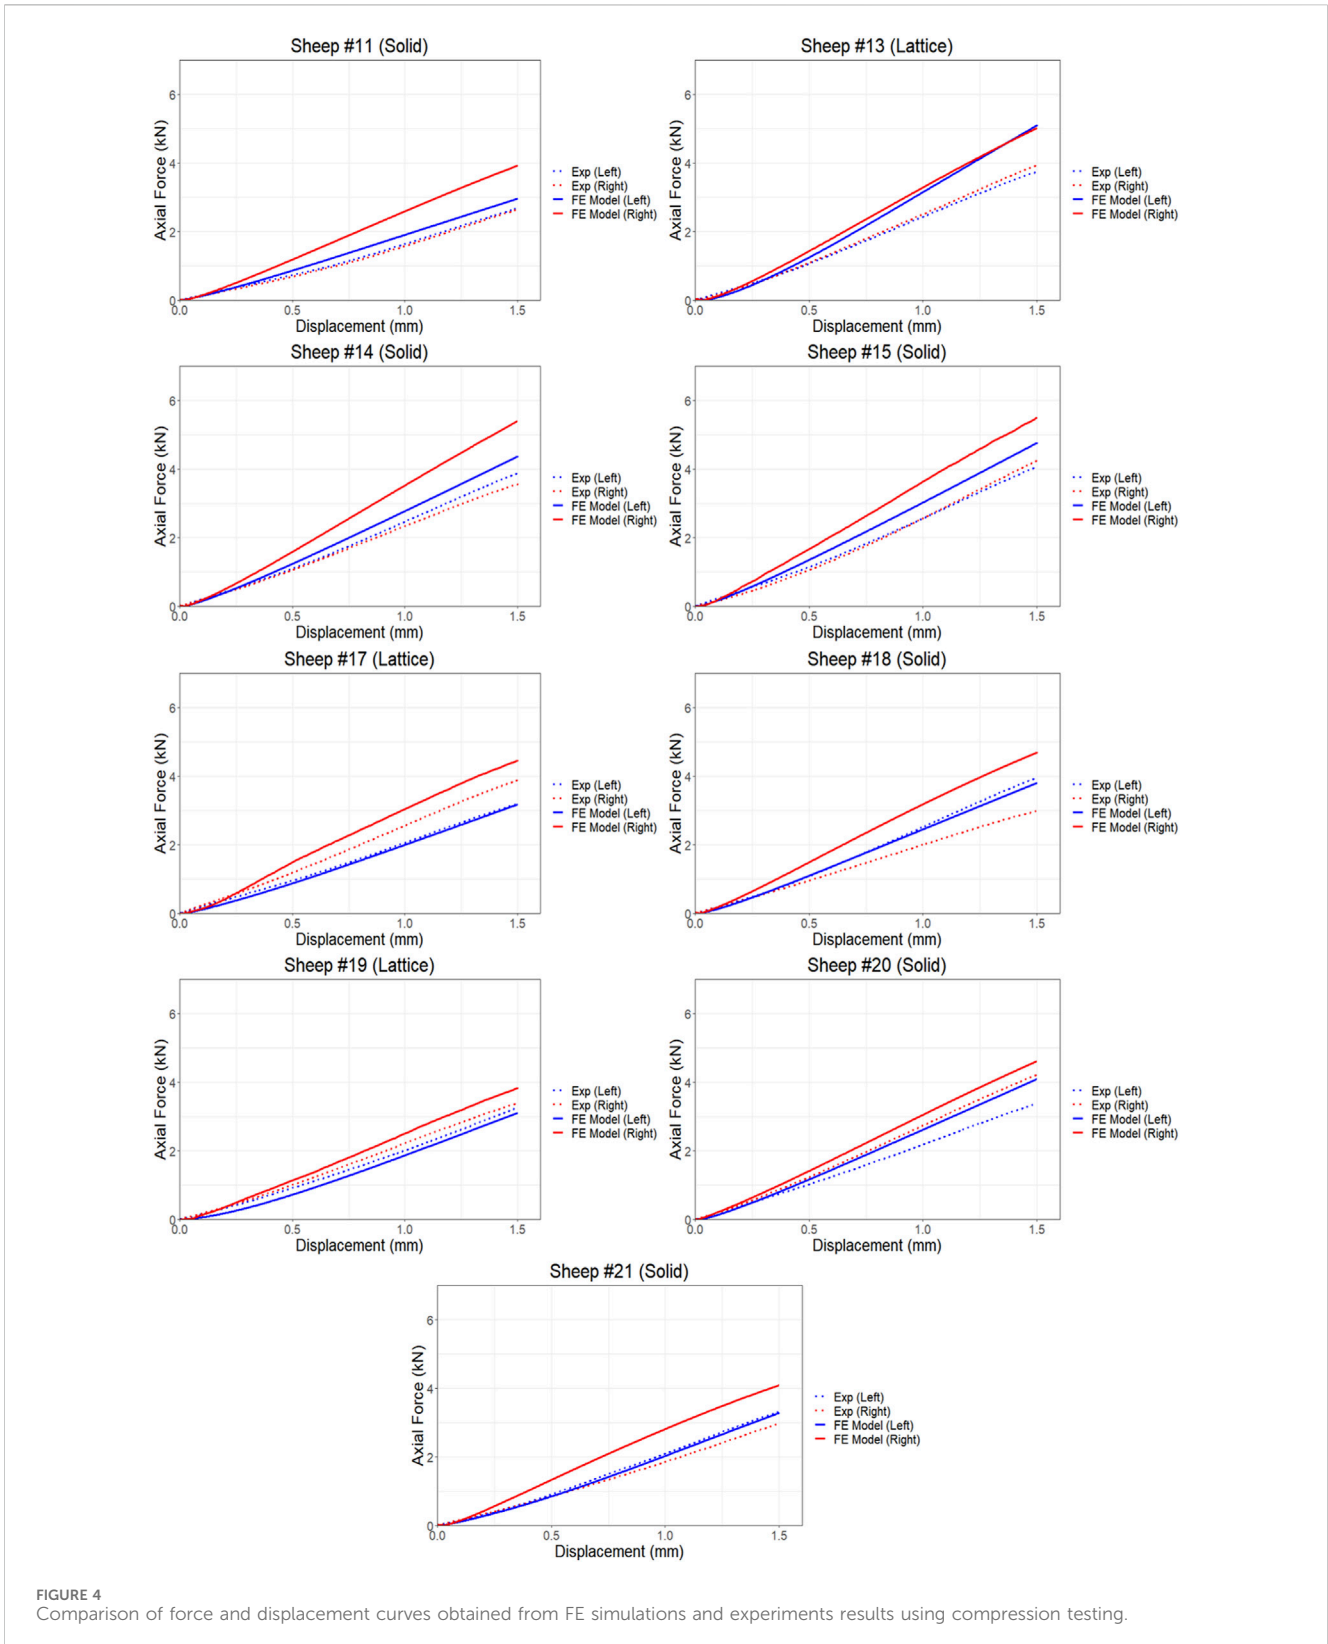 Sheep #11 (Solid)
Axial Force (kN)
6
4
2
0
0.0 0.5 1.0 1.5
Displacement (mm)
Exp (Left)
Exp (Right)
FE Model (Left)
FE Model (Right)
Sheep #13 (Lattice)
Axial Force (kN)
6
4
2
0
0.0 0.5 1.0 1.5
Displacement (mm)
Exp (Left)
Exp (Right)
FE Model (Left)
FE Model (Right)
Sheep #14 (Solid)
Axial Force (kN)
6
4
2
0
0.0 0.5 1.0 1.5
Displacement (mm)
Exp (Left)
Exp (Right)
FE Model (Left)
FE Model (Right)
Sheep #15 (Solid)
Axial Force (kN)
6
4
2
0
0.0 0.5 1.0 1.5
Displacement (mm)
Exp (Left)
Exp (Right)
FE Model (Left)
FE Model (Right)
Sheep #17 (Lattice)
Axial Force (kN)
6
4
2
0
0.0 0.5 1.0 1.5
Displacement (mm)
Exp (Left)
Exp (Right)
FE Model (Left)
FE Model (Right)
Sheep #18 (Solid)
Axial Force (kN)
6
4
2
0
0.0 0.5 1.0 1.5
Displacement (mm)
Exp (Left)
Exp (Right)
FE Model (Left)
FE Model (Right)
Sheep #19 (Lattice)
Axial Force (kN)
6
4
2
0
0.0 0.5 1.0 1.5
Displacement (mm)
Exp (Left)
Exp (Right)
FE Model (Left)
FE Model (Right)
Sheep #20 (Solid)
Axial Force (kN)
6
4
2
0
0.0 0.5 1.0 1.5
Displacement (mm)
Exp (Left)
Exp (Right)
FE Model (Left)
FE Model (Right)
Sheep #21 (Solid)
Axial Force (kN)
6
4
2
0
0.0 0.5 1.0 1.5
Displacement (mm)
Exp (Left)
Exp (Right)
FE Model (Left)
FE Model (Right)
FIGURE 4
Comparison of force and displacement curves obtained from FE simulations and experiments results using compression testing.